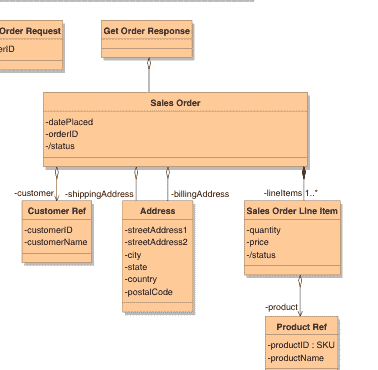 Order Request
Get Order Response
erID
Sales Order
-datePlaced
-orderID
-/status
-customer
-shippingAddress
-billingAddress
-lineItems 1..*
Customer Ref
-customerID
-customerName
Address
-streetAddress1
-streetAddress2
-city
-state
-country
-postalCode
Sales Order Line Item
-quantity
-price
-/status
-product
Product Ref
-productID : SKU
-productName